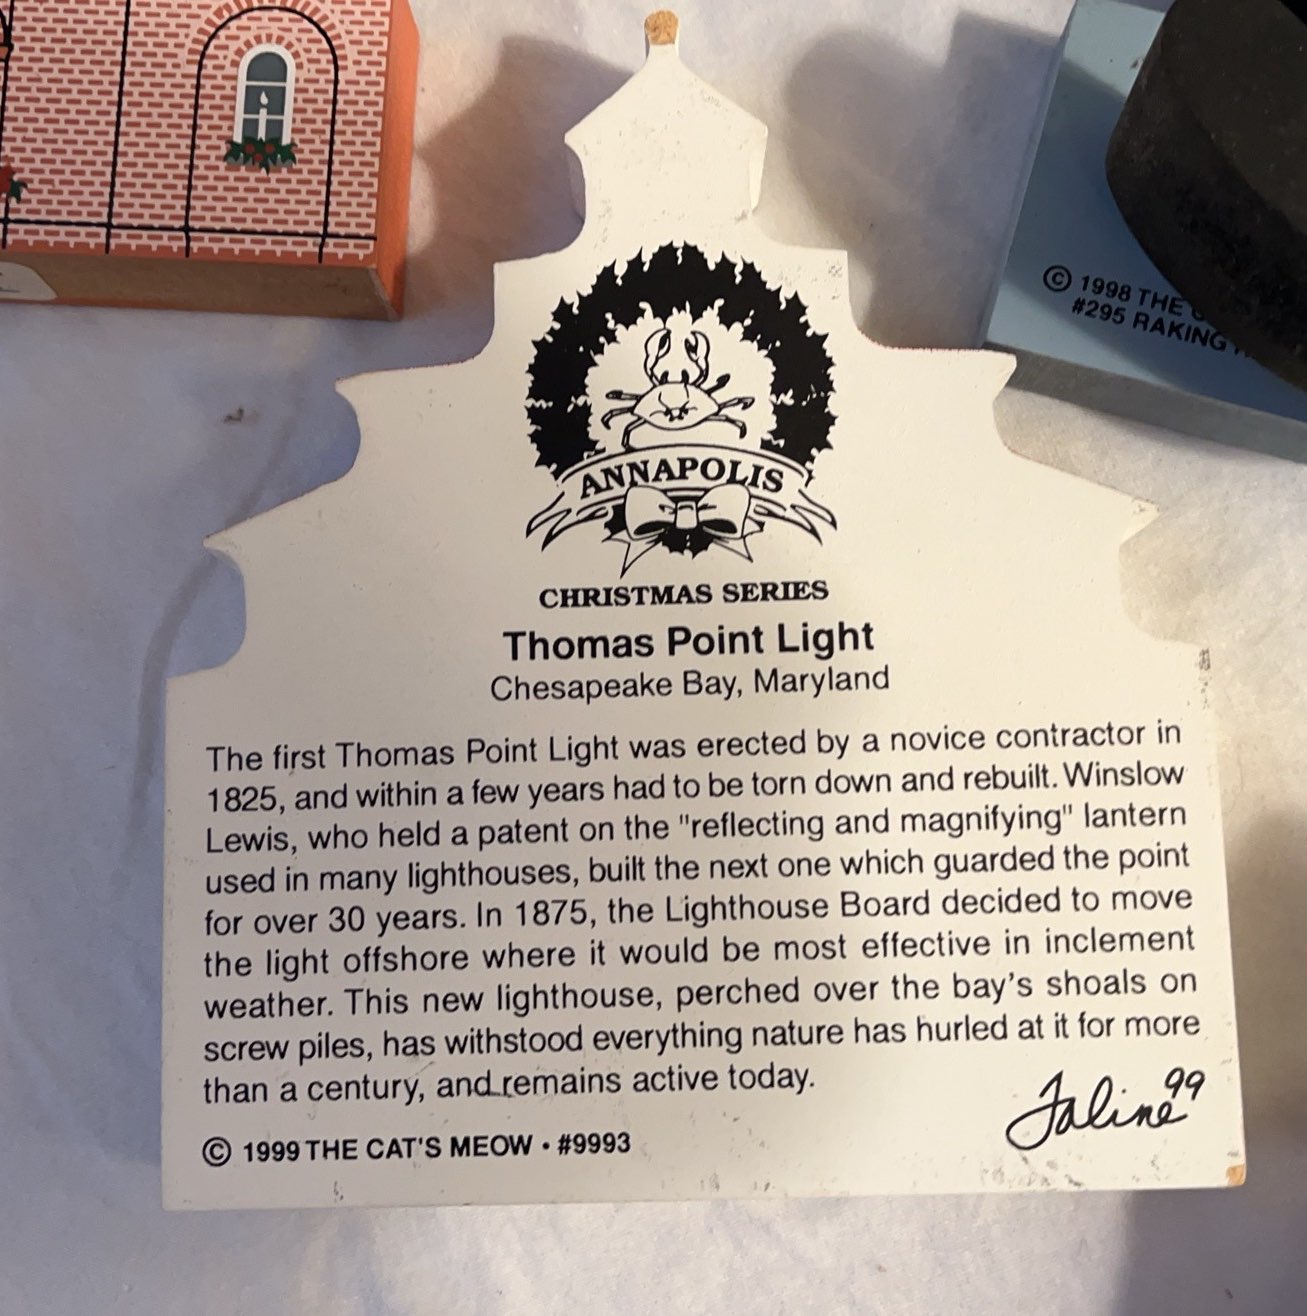 © 1998 THE
#295 RAKING
ANNAPOLIS
CHRISTMAS SERIES
Thomas Point Light
Chesapeake Bay, Maryland
The first Thomas Point Light was erected by a novice contractor in
1825, and within a few years had to be torn down and rebuilt. Winslow
Lewis, who held a patent on the "reflecting and magnifying" lantern
used in many lighthouses, built the next one which guarded the point
for over 30 years. In 1875, the Lighthouse Board decided to move
the light offshore where it would be most effective in inclement
weather. This new lighthouse, perched over the bay's shoals on
screw piles, has withstood everything nature has hurled at it for more
than a century, and remains active today.
Faline 99
© 1999 THE CAT'S MEOW • #9993